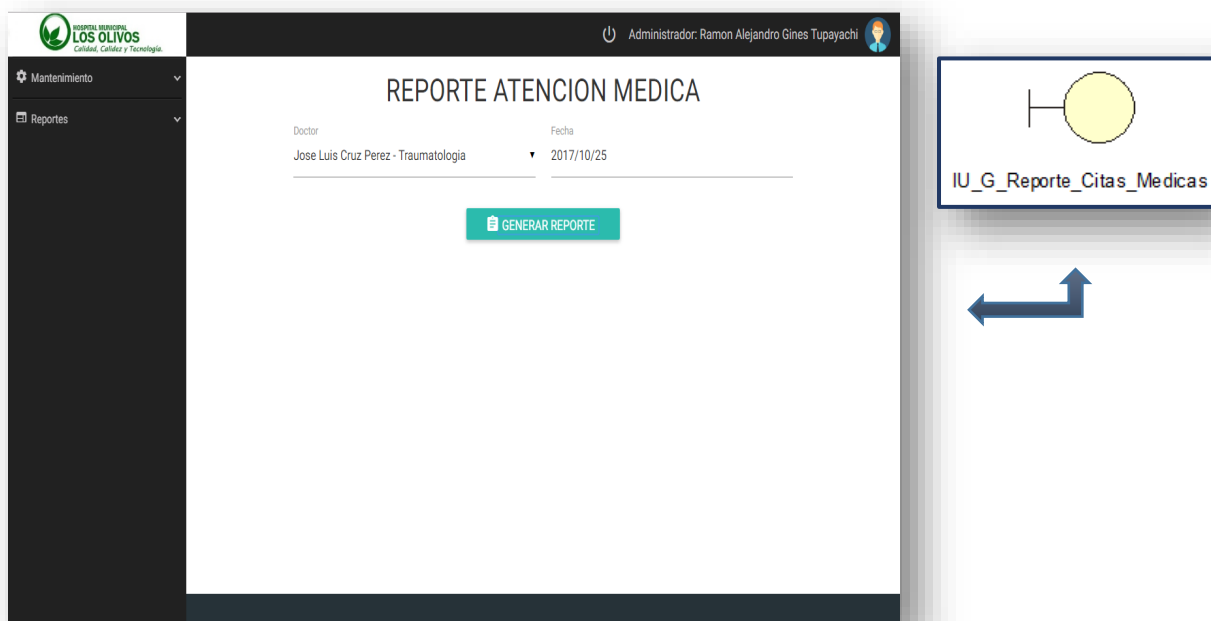 HOSPITAL MUNICIPAL
LOS OLIVOS
Calidad, Calidez y Tecnología.
Administrador: Ramon Alejandro Gines Tupayachi
Mantenimiento
Reportes
REPORTE ATENCION MEDICA
Doctor
Fecha
Jose Luis Cruz Perez - Traumatologia
2017/10/25
GENERAR REPORTE
IU_G_Reporte_Citas_Medicas